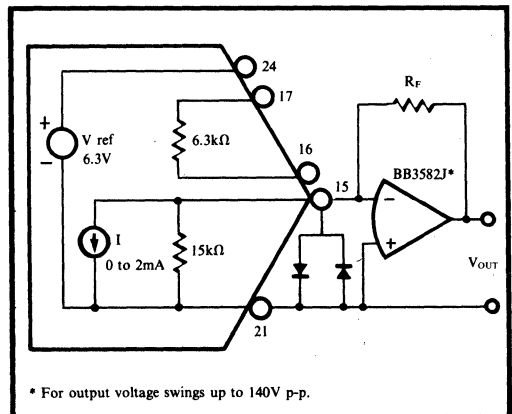 24
17
R_F
+
V ref
6.3V
−
6.3kΩ
16
15
BB3582J*
−
+
I
0 to 2mA
15kΩ
V_OUT
21
* For output voltage swings up to 140V p-p.